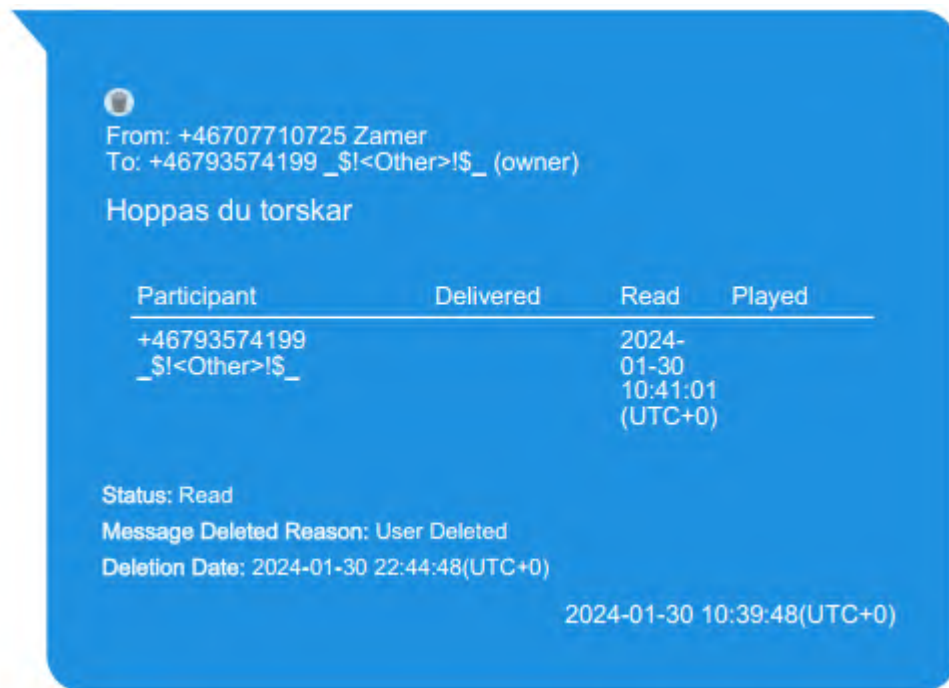 From: +46707710725 Zamer
To: +46793574199 _$!<Other>!$_ (owner)
Hoppas du torskar
Participant Delivered Read Played
+46793574199
_$!<Other>!$_
2024-
01-30
10:41:01
(UTC+0)
Status: Read
Message Deleted Reason: User Deleted
Deletion Date: 2024-01-30 22:44:48(UTC+0)
2024-01-30 10:39:48(UTC+0)